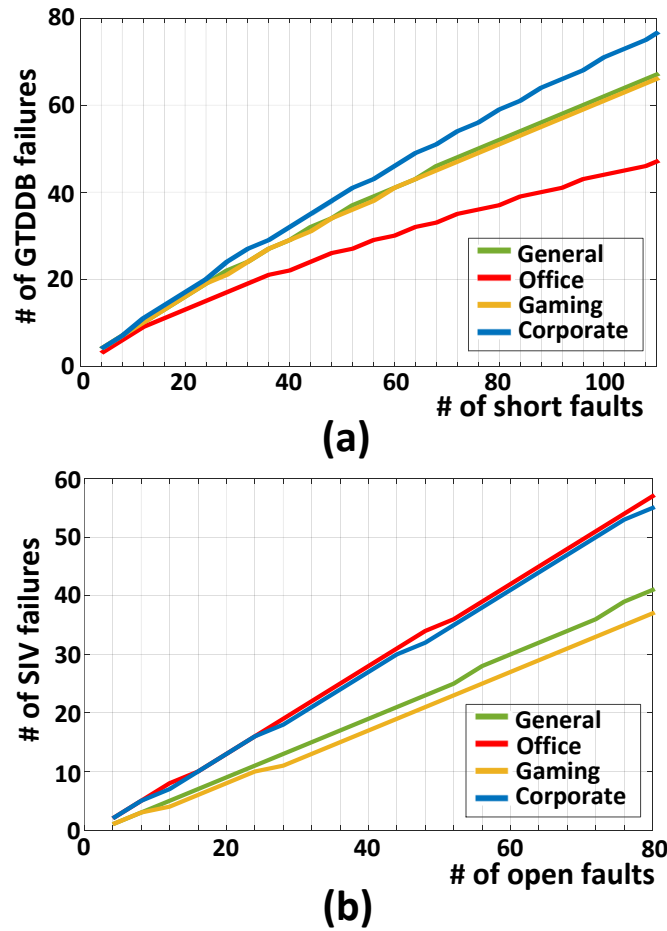 80
60
40
20
0
# of GTDDB failures
General
Office
Gaming
Corporate
0 20 40 60 80 100
# of short faults
(a)
60
50
40
30
20
10
0
# of SIV failures
General
Office
Gaming
Corporate
0 20 40 60 80
# of open faults
(b)